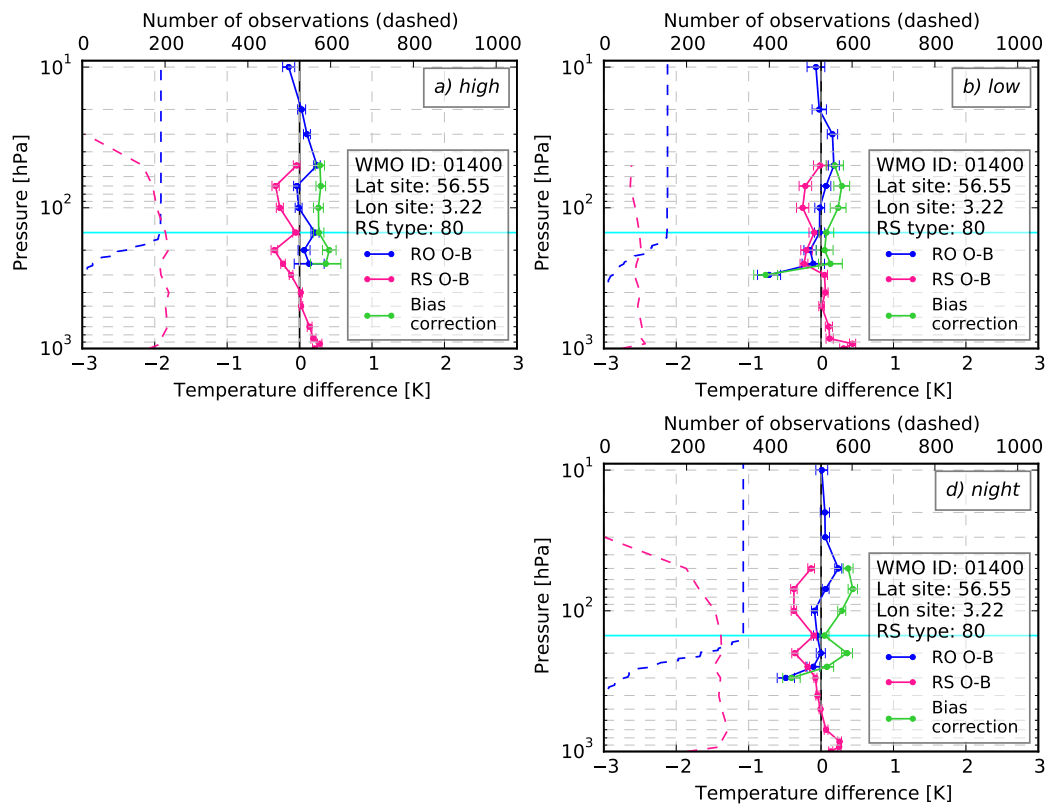 Number of observations (dashed)
0 200 400 600 800 1000
10¹
10²
10³
Pressure [hPa]
a) high
WMO ID: 01400
Lat site: 56.55
Lon site: 3.22
RS type: 80
RO O-B
RS O-B
Bias
correction
−3 −2 −1 0 1 2 3
Temperature difference [K]
Number of observations (dashed)
0 200 400 600 800 1000
10¹
10²
10³
Pressure [hPa]
b) low
WMO ID: 01400
Lat site: 56.55
Lon site: 3.22
RS type: 80
RO O-B
RS O-B
Bias
correction
−3 −2 −1 0 1 2 3
Temperature difference [K]
Number of observations (dashed)
0 200 400 600 800 1000
10¹
10²
10³
Pressure [hPa]
d) night
WMO ID: 01400
Lat site: 56.55
Lon site: 3.22
RS type: 80
RO O-B
RS O-B
Bias
correction
−3 −2 −1 0 1 2 3
Temperature difference [K]